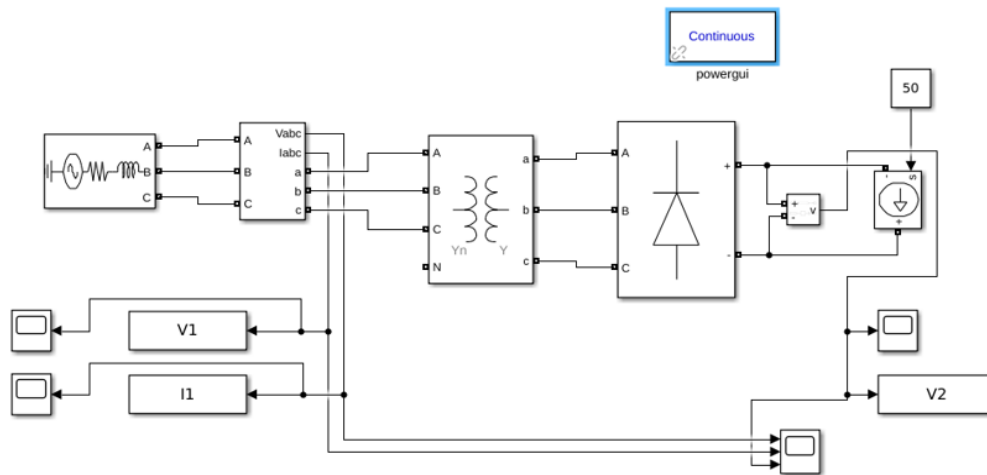 Continuous
powergui
50
A
B
C
A
B
C
Vabc
Iabc
a
b
c
A
B
C
N
Yn
Y
a
b
c
A
B
C
+
-
+
-
v
-
s
+
V1
I1
V2